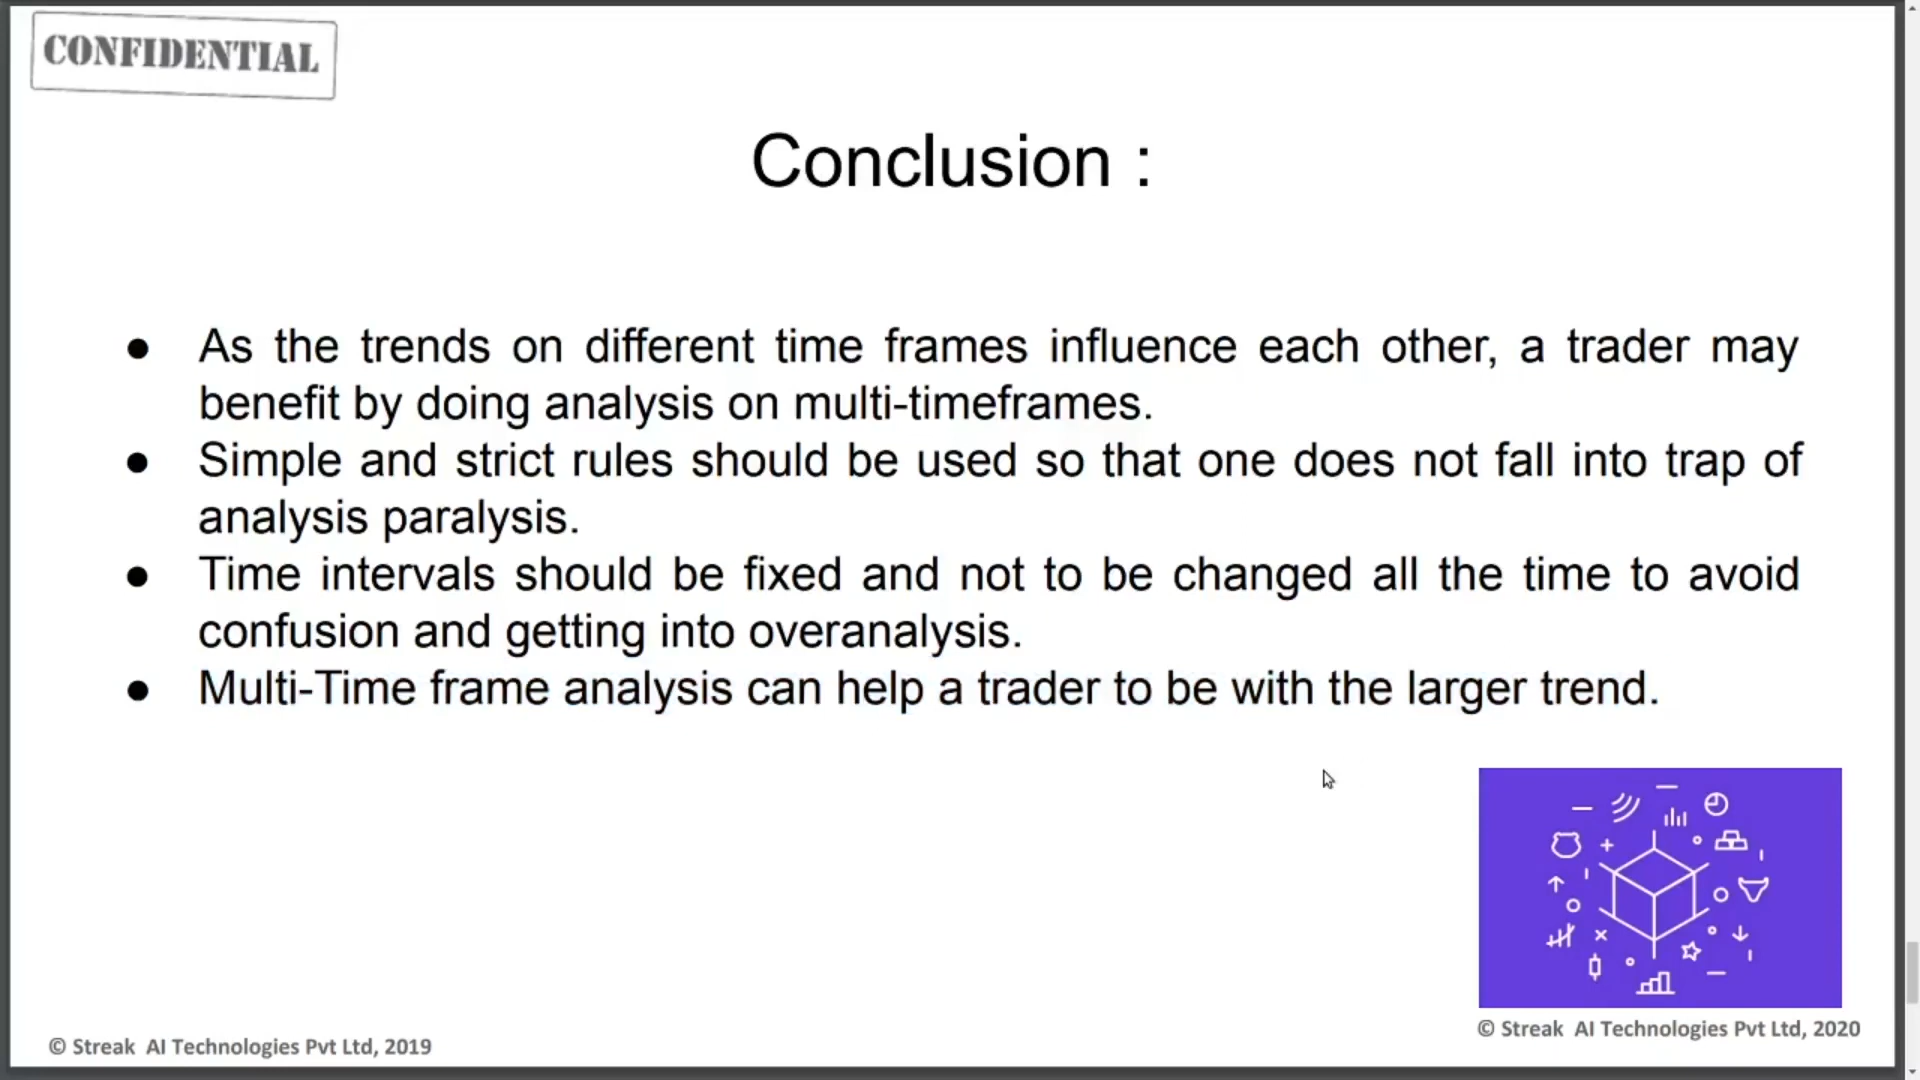 CONFIDENTIAL
Conclusion :
● As the trends on different time frames influence each other, a trader may
benefit by doing analysis on multi-timeframes.
● Simple and strict rules should be used so that one does not fall into trap of
analysis paralysis.
● Time intervals should be fixed and not to be changed all the time to avoid
confusion and getting into overanalysis.
● Multi-Time frame analysis can help a trader to be with the larger trend.
© Streak AI Technologies Pvt Ltd, 2020
© Streak AI Technologies Pvt Ltd, 2019